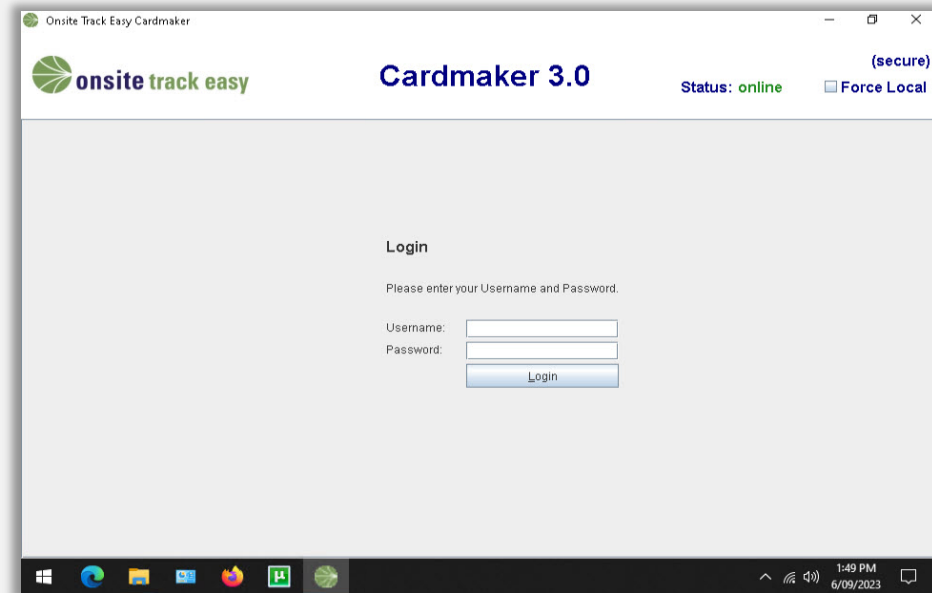 Onsite Track Easy Cardmaker
onsite track easy
Cardmaker 3.0
(secure)
Status: online
Force Local
Login
Please enter your Username and Password.
Username:
Password:
Login
µ
1:49 PM
6/09/2023